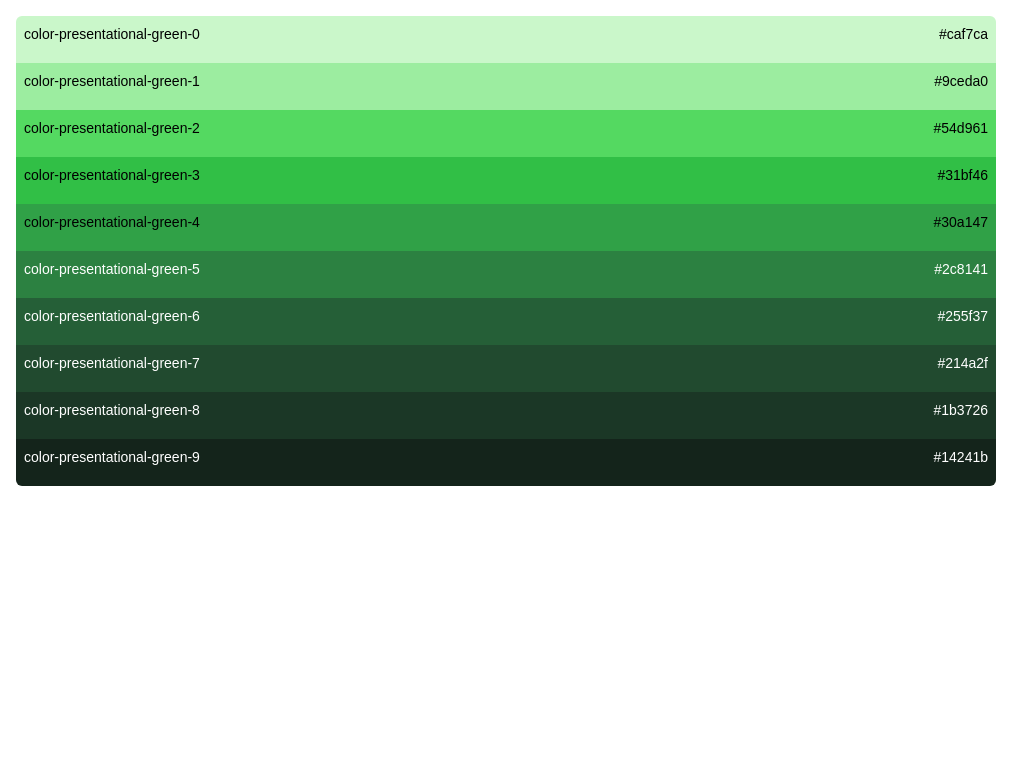 color-presentational-green-0 #caf7ca
color-presentational-green-1 #9ceda0
color-presentational-green-2 #54d961
color-presentational-green-3 #31bf46
color-presentational-green-4 #30a147
color-presentational-green-5 #2c8141
color-presentational-green-6 #255f37
color-presentational-green-7 #214a2f
color-presentational-green-8 #1b3726
color-presentational-green-9 #14241b